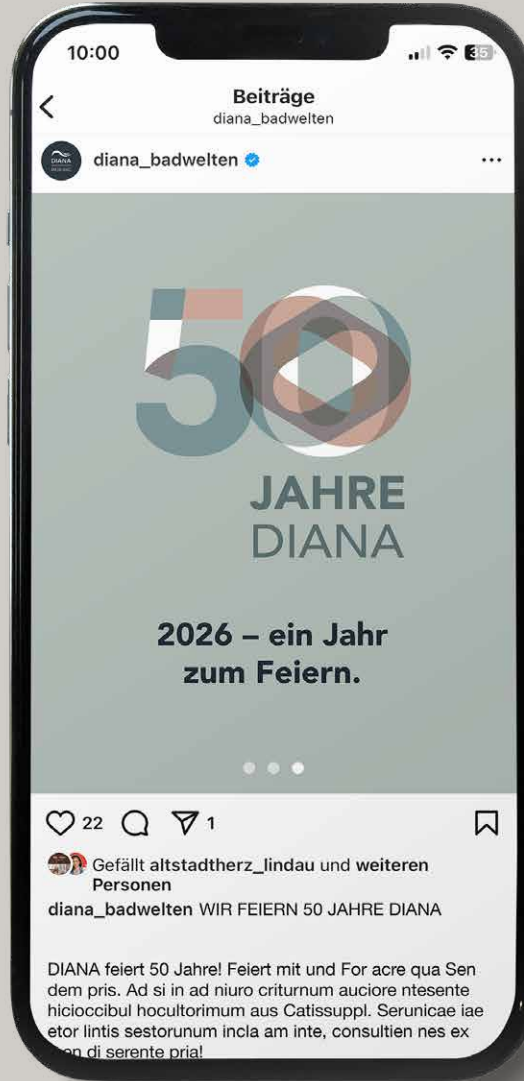 10:00
35
Beiträge
diana_badwelten
DIANA
diana_badwelten
50
JAHRE
DIANA
2026 – ein Jahr
zum Feiern.
22
1
Gefällt altstadtherz_lindau und weiteren
Personen
diana_badwelten WIR FEIERN 50 JAHRE DIANA
DIANA feiert 50 Jahre! Feiert mit und For acre qua Sen
dem pris. Ad si in ad niuro criturnum auciore ntesente
hicioccibul hocultorimum aus Catissuppl. Serunicae iae
etor lintis sestorunum incla am inte, consultien nes ex
di serente pria!